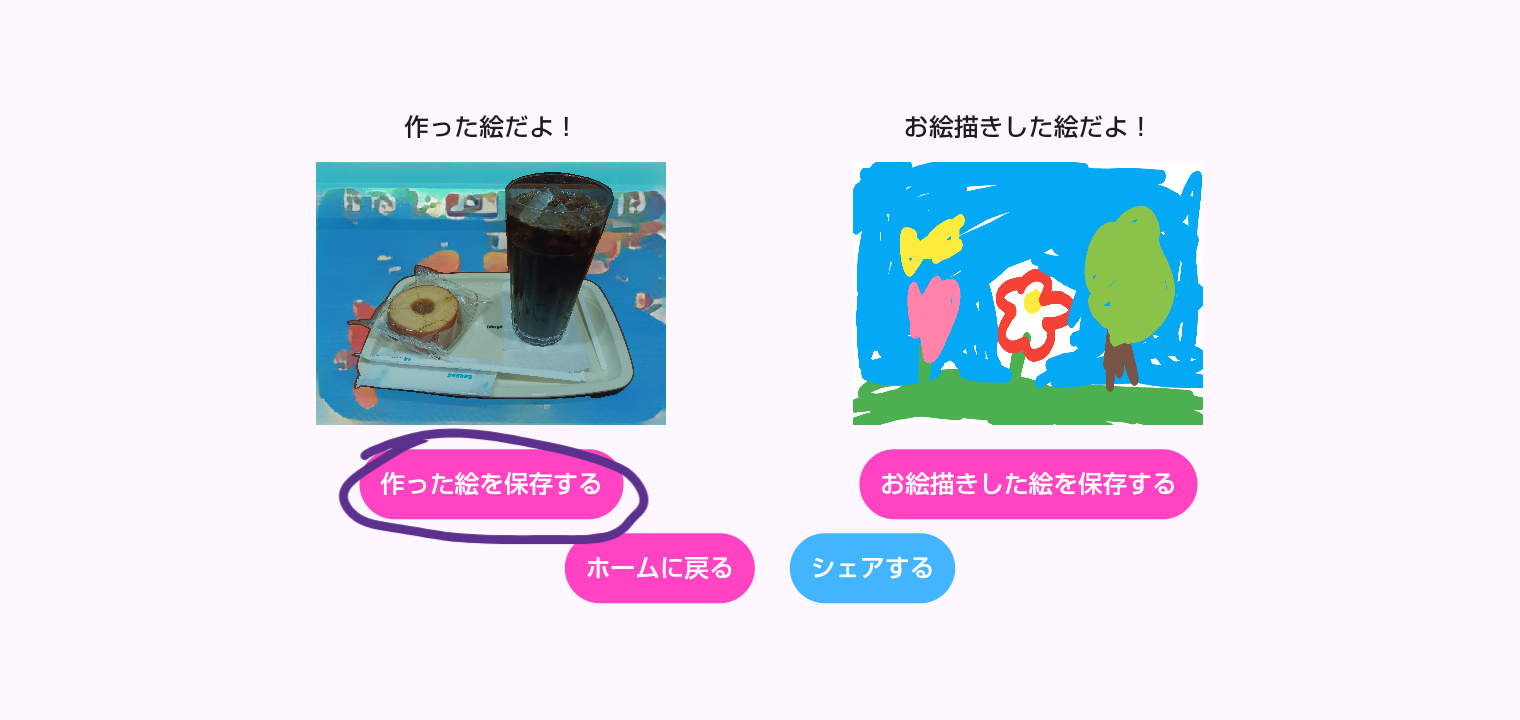 作った絵だよ！
お絵描きした絵だよ！
作った絵を保存する
お絵描きした絵を保存する
ホームに戻る
シェアする